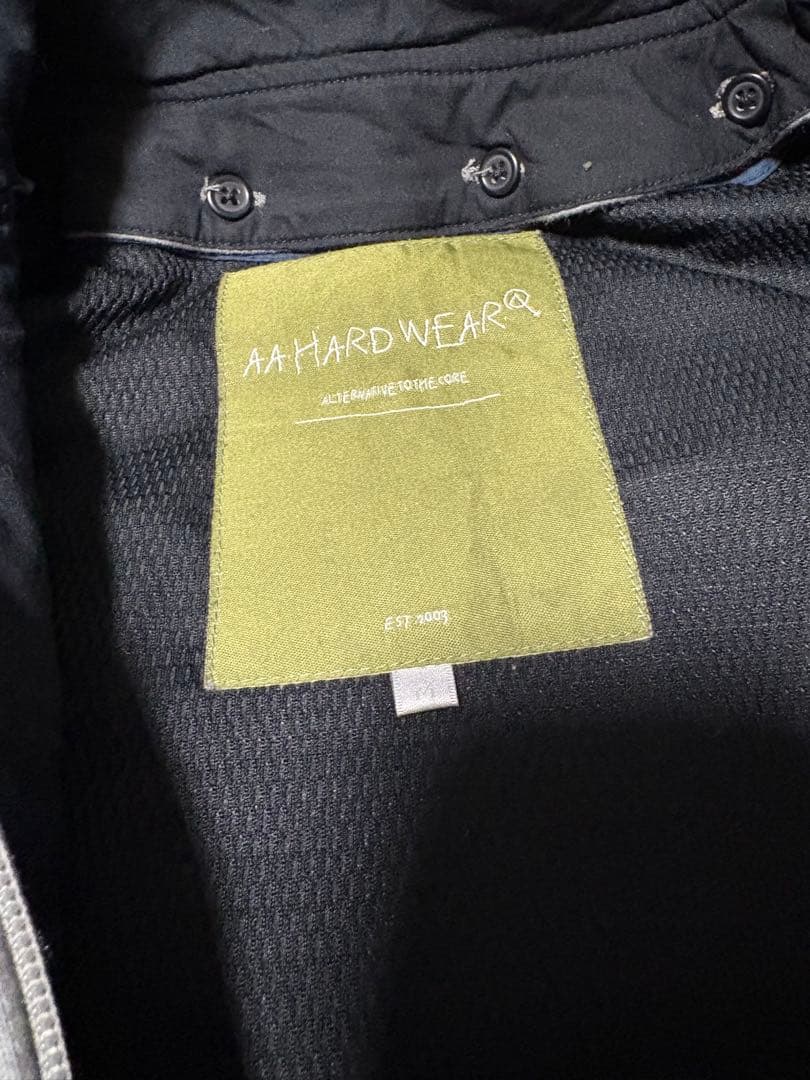 AA HARD WEAR
ALTERNATIVE TO THE CORE
EST 2003
M